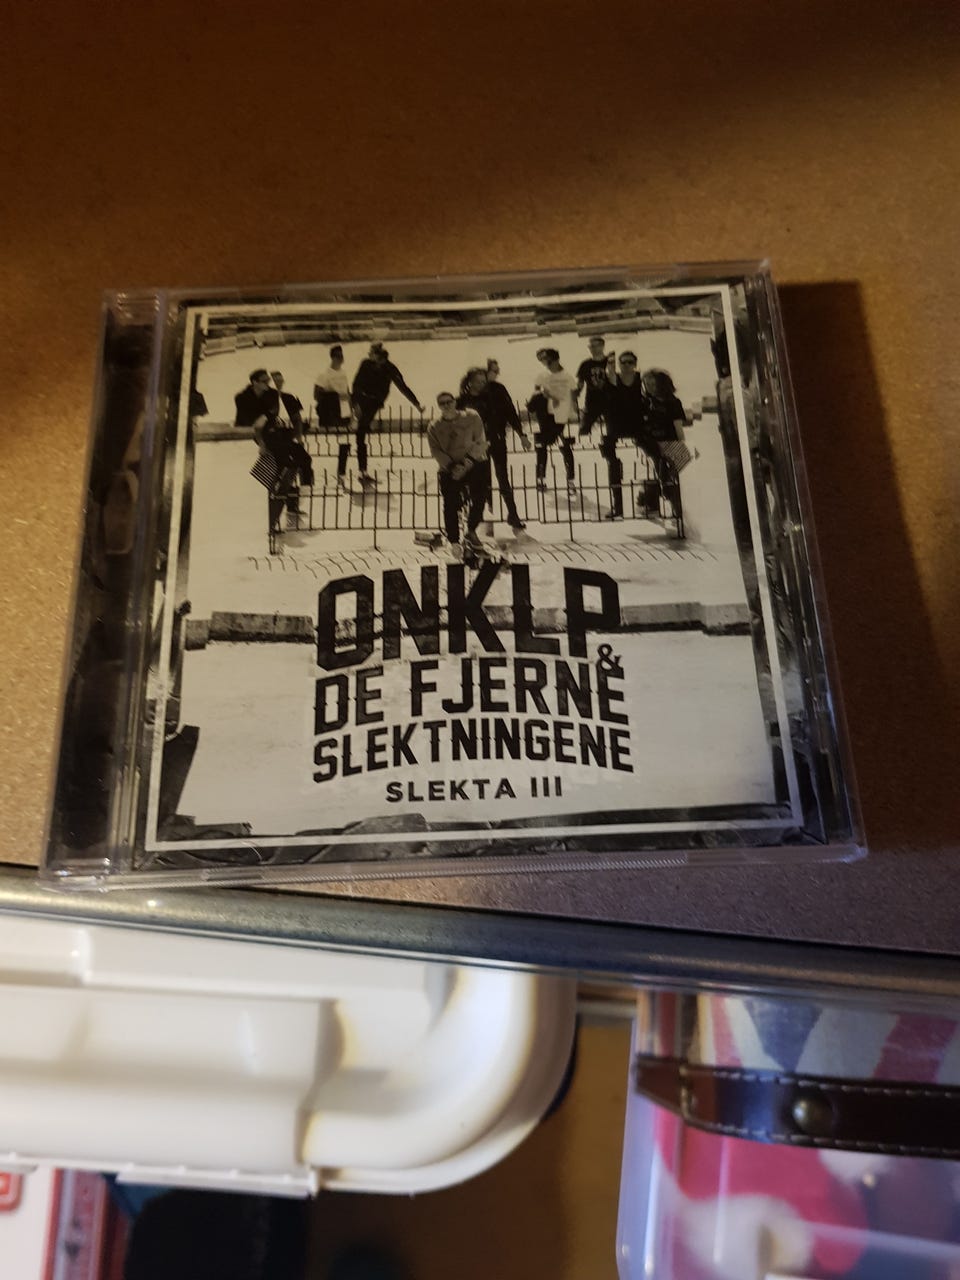 ONKLP
&
DE FJERNE
SLEKTNINGENE
SLEKTA III